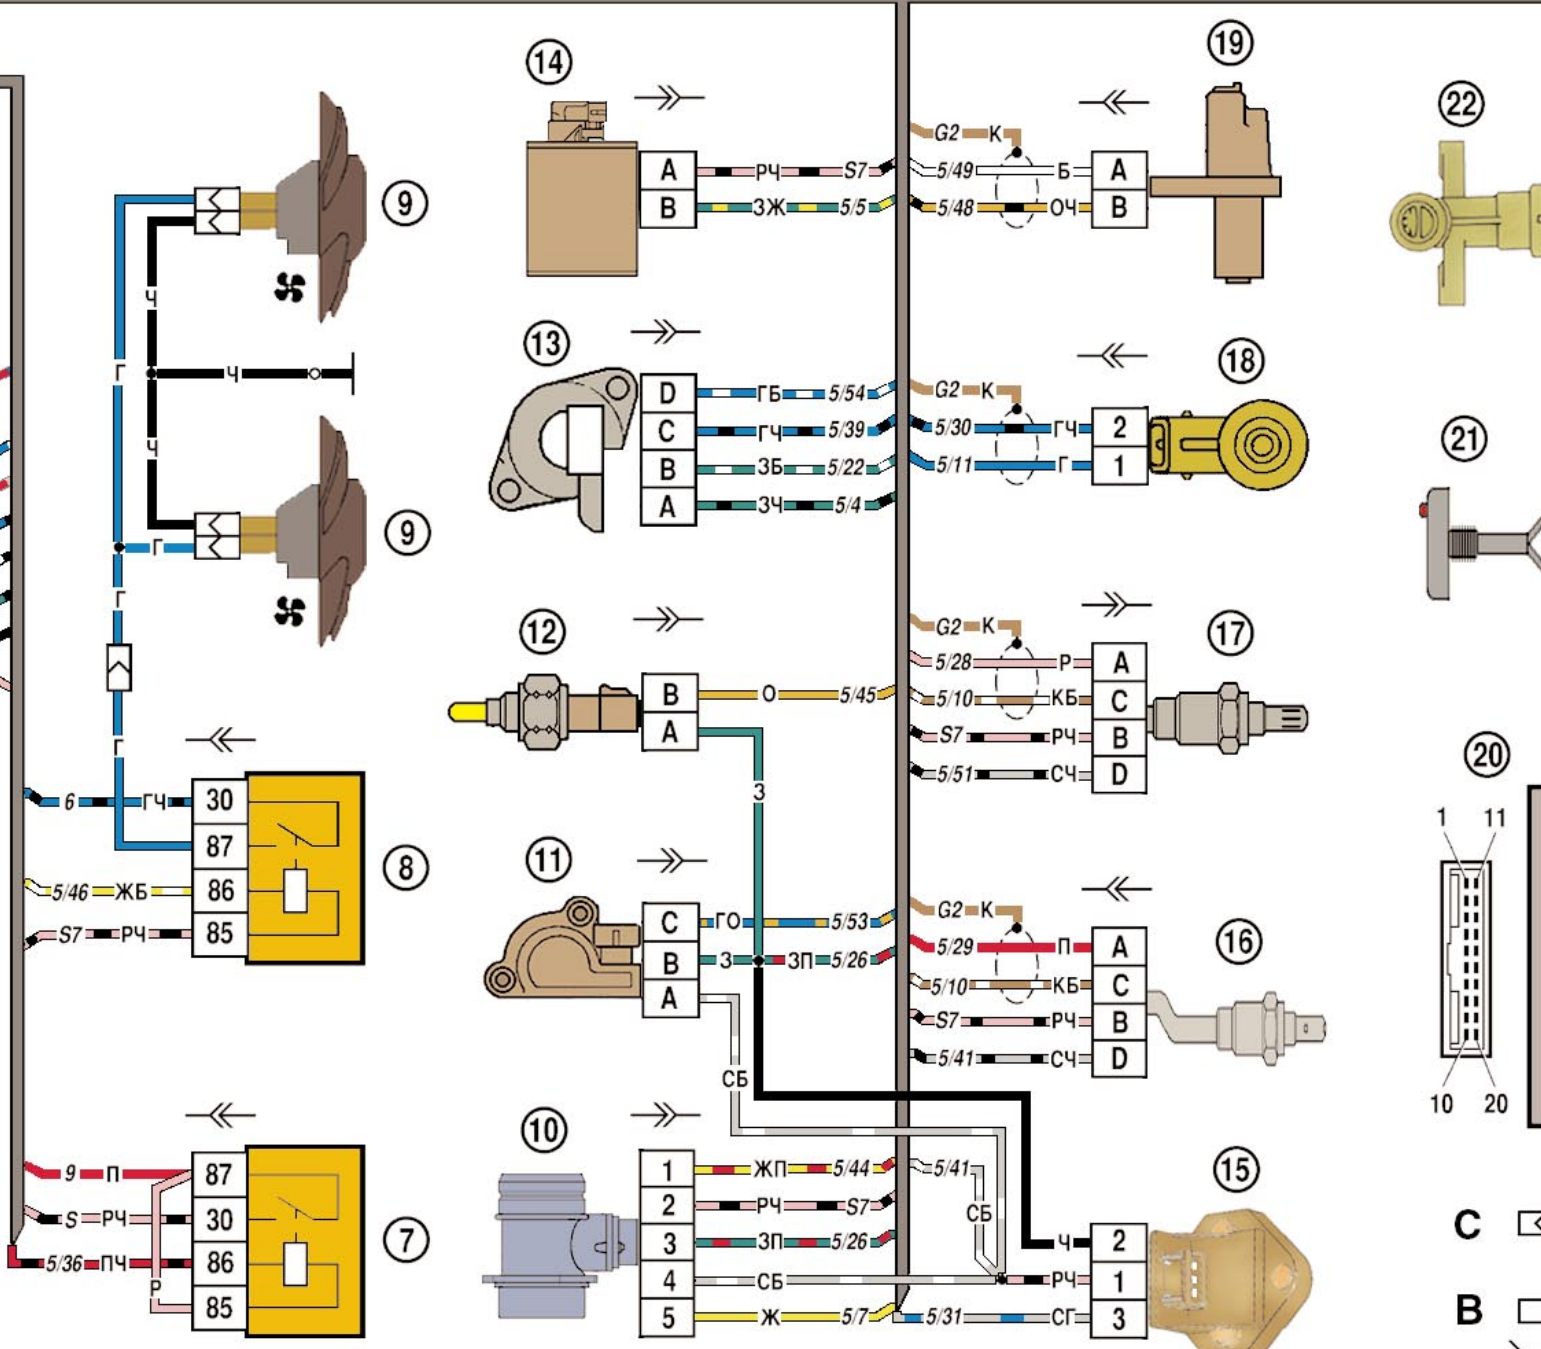 9
Ч
Г
Ч
Ч
9
Г
Г
Г
6 ГЧ 30
87
5/46 ЖБ 86
S7 РЧ 85
8
9 П 87
S РЧ 30
5/36 ПЧ 86
Р 85
7
14
A РЧ S7
B ЗЖ 5/5
13
D ГБ 5/54
C ГЧ 5/39
B ЗБ 5/22
A ЗЧ 5/4
12
B О 5/45
A
З
11
C ГО 5/53
B З ЗП 5/26
A
СБ
10
1 ЖП 5/44
2 РЧ S7
3 ЗП 5/26
4 СБ
5 Ж 5/7
19
G2 К
5/49 Б A
5/48 ОЧ B
18
G2 К
5/30 ГЧ 2
5/11 Г 1
17
G2 К
5/28 Р A
5/10 КБ C
S7 РЧ B
5/51 СЧ D
16
G2 К
5/29 П A
5/10 КБ C
S7 РЧ B
5/41 СЧ D
15
5/41
СБ
Ч 2
РЧ 1
5/31 СГ 3
22
21
20
1 11
10 20
C
B